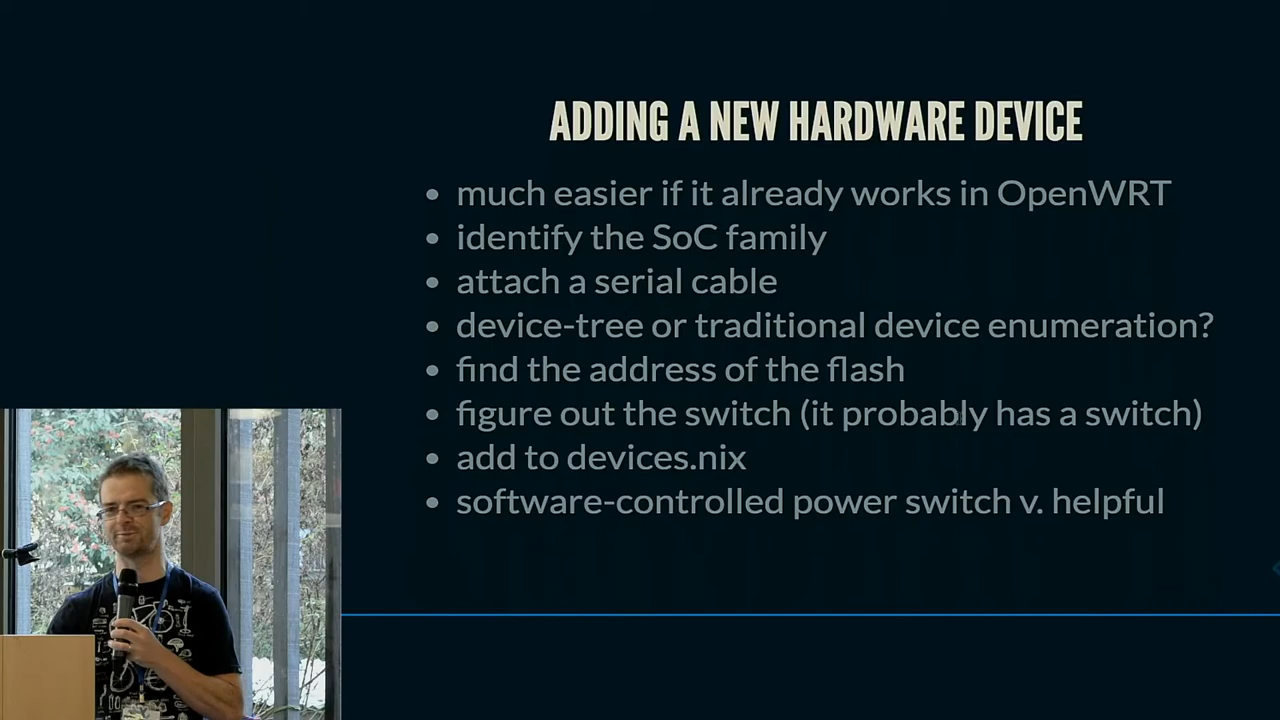 ADDING A NEW HARDWARE DEVICE
much easier if it already works in OpenWRT
identify the SoC family
attach a serial cable
device-tree or traditional device enumeration?
find the address of the flash
figure out the switch (it probably has a switch)
add to devices.nix
software-controlled power switch v. helpful